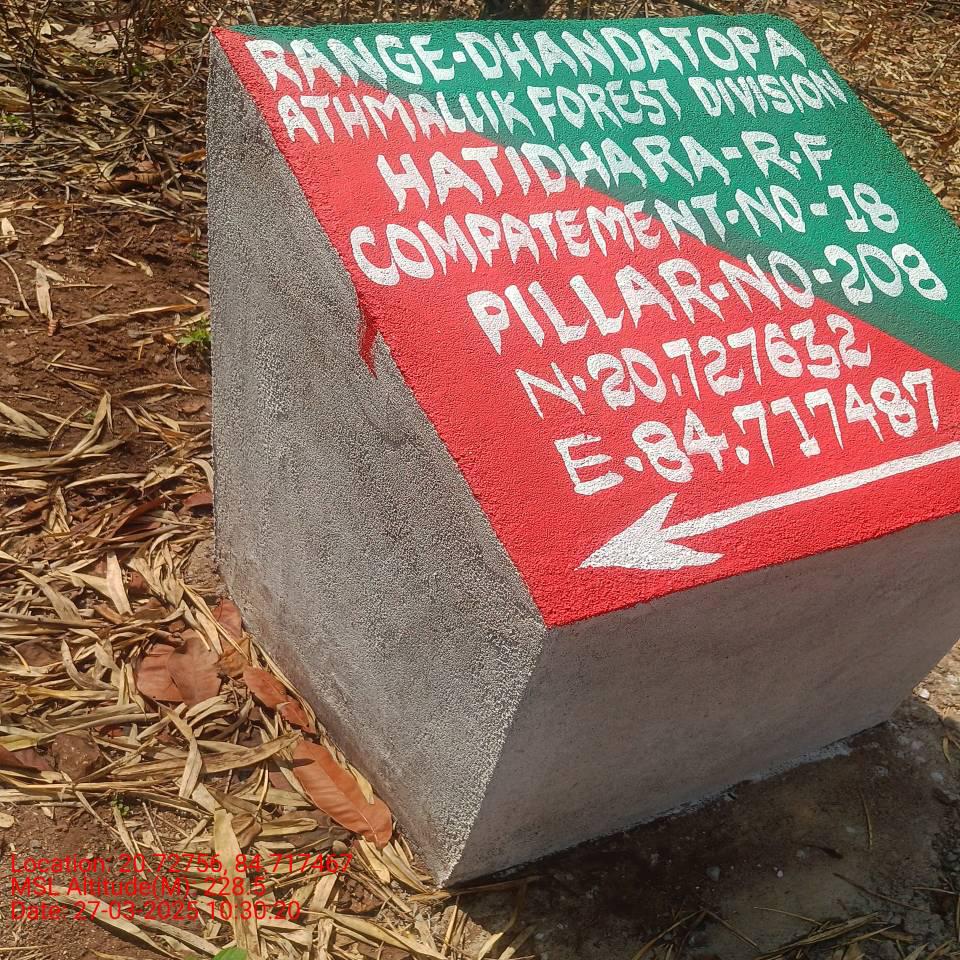 RANGE-DHANDATOPA
ATHMALLIK FOREST DIVISION
HATIDHARA-R.F
COMPATEMENT-NO-18
PILLAR-NO-208
N.20.727632
E.84.717487
Location: 20.72756, 84.717467
MSL Altitude(M) 228.5
Date: 27-03-2025 10:30:20